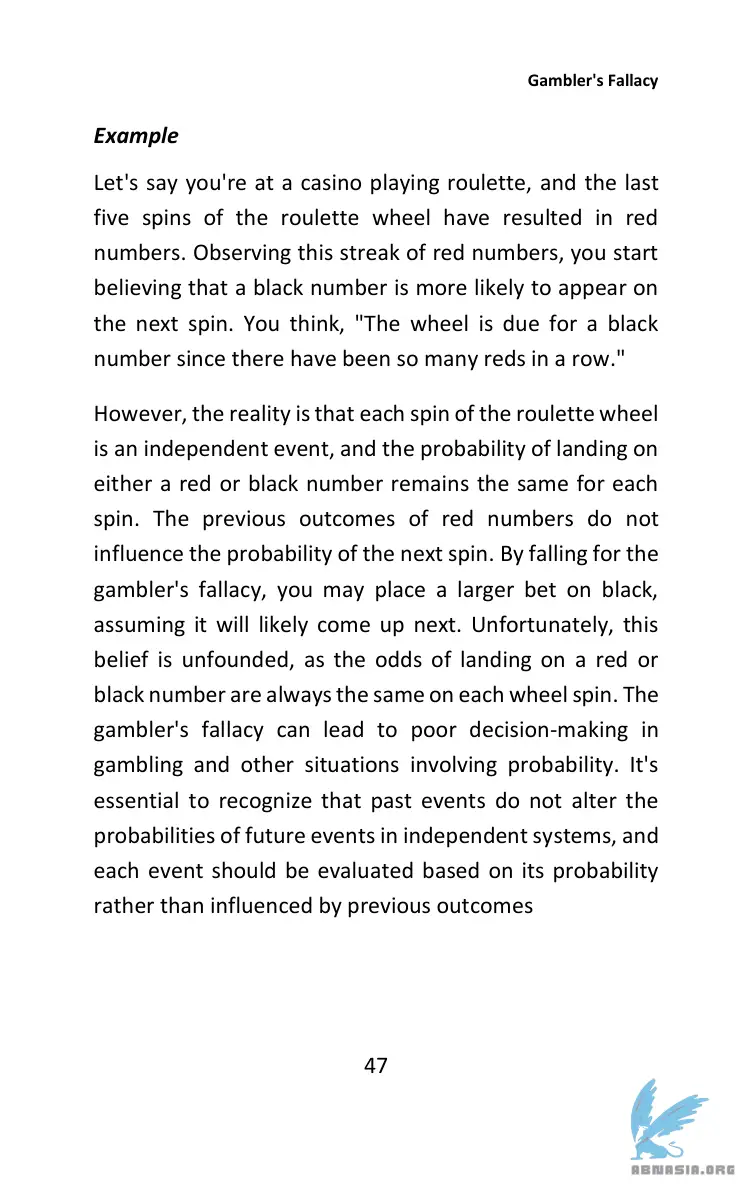 Gambler's Fallacy
Example
Let's say you're at a casino playing roulette, and the last
five spins of the roulette wheel have resulted in red
numbers. Observing this streak of red numbers, you start
believing that a black number is more likely to appear on
the next spin. You think, "The wheel is due for a black
number since there have been so many reds in a row."
However, the reality is that each spin of the roulette wheel
is an independent event, and the probability of landing on
either a red or black number remains the same for each
spin. The previous outcomes of red numbers do not
influence the probability of the next spin. By falling for the
gambler's fallacy, you may place a larger bet on black,
assuming it will likely come up next. Unfortunately, this
belief is unfounded, as the odds of landing on a red or
black number are always the same on each wheel spin. The
gambler's fallacy can lead to poor decision-making in
gambling and other situations involving probability. It's
essential to recognize that past events do not alter the
probabilities of future events in independent systems, and
each event should be evaluated based on its probability
rather than influenced by previous outcomes
47
ABNASIA.ORG